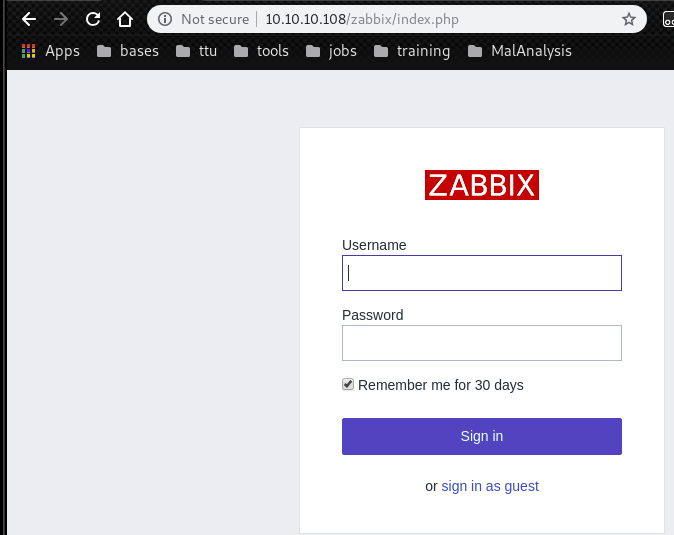 Not secure 10.10.10.108/zabbix/index.php
Apps bases ttu tools jobs training MalAnalysis
ZABBIX
Username
Password
Remember me for 30 days
Sign in
or sign in as guest